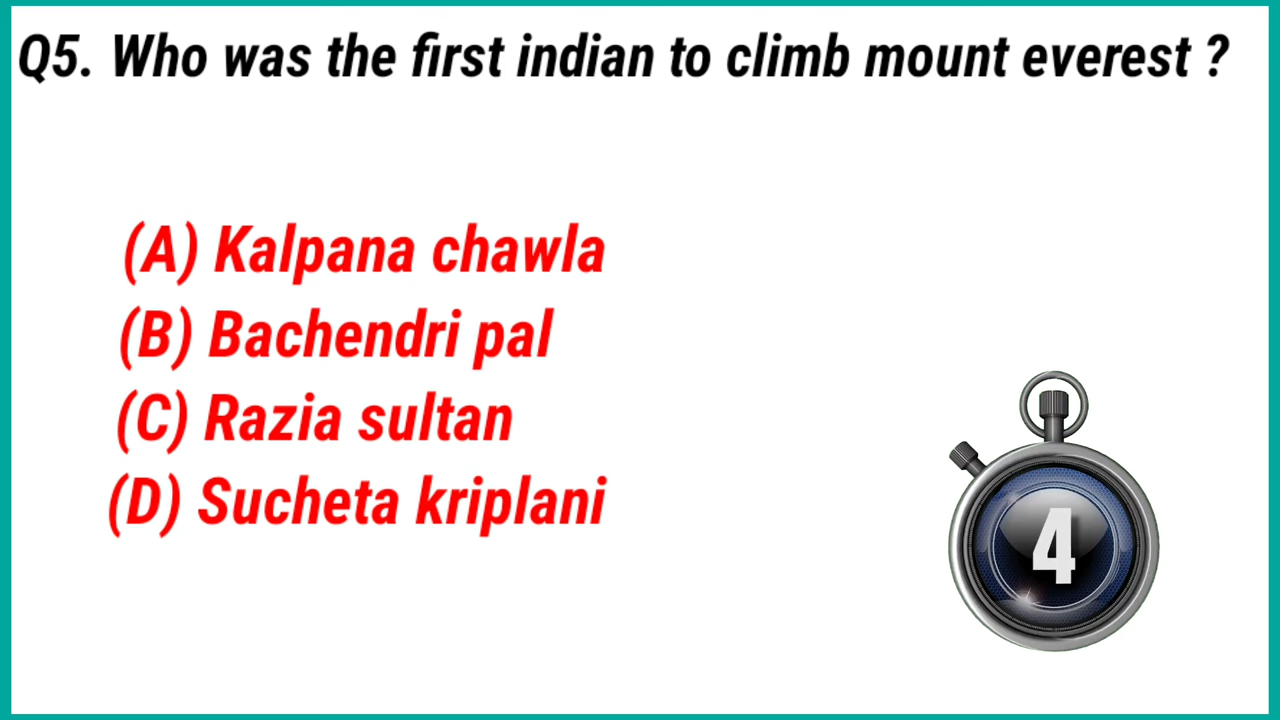 Q5. Who was the first indian to climb mount everest ?
(A) Kalpana chawla
(B) Bachendri pal
(C) Razia sultan
(D) Sucheta kriplani
4